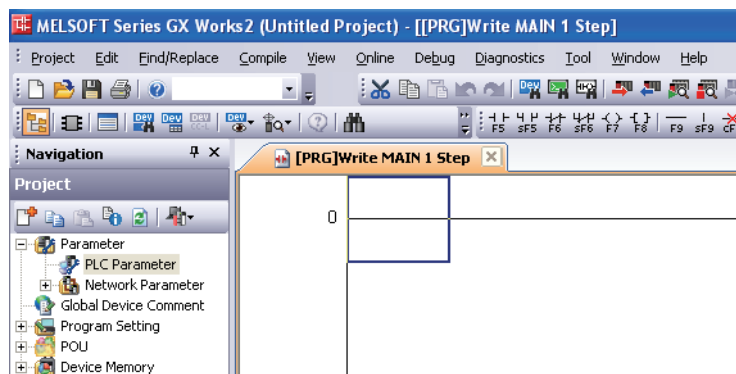 MELSOFT Series GX Works2 (Untitled Project) - [[PRG]Write MAIN 1 Step]
Project Edit Find/Replace Compile View Online Debug Diagnostics Tool Window Help
F5 sF5 F6 sF6 F7 F8 F9 sF9
Navigation
[PRG]Write MAIN 1 Step
Project
0
Parameter
PLC Parameter
Network Parameter
Global Device Comment
Program Setting
POU
Device Memory